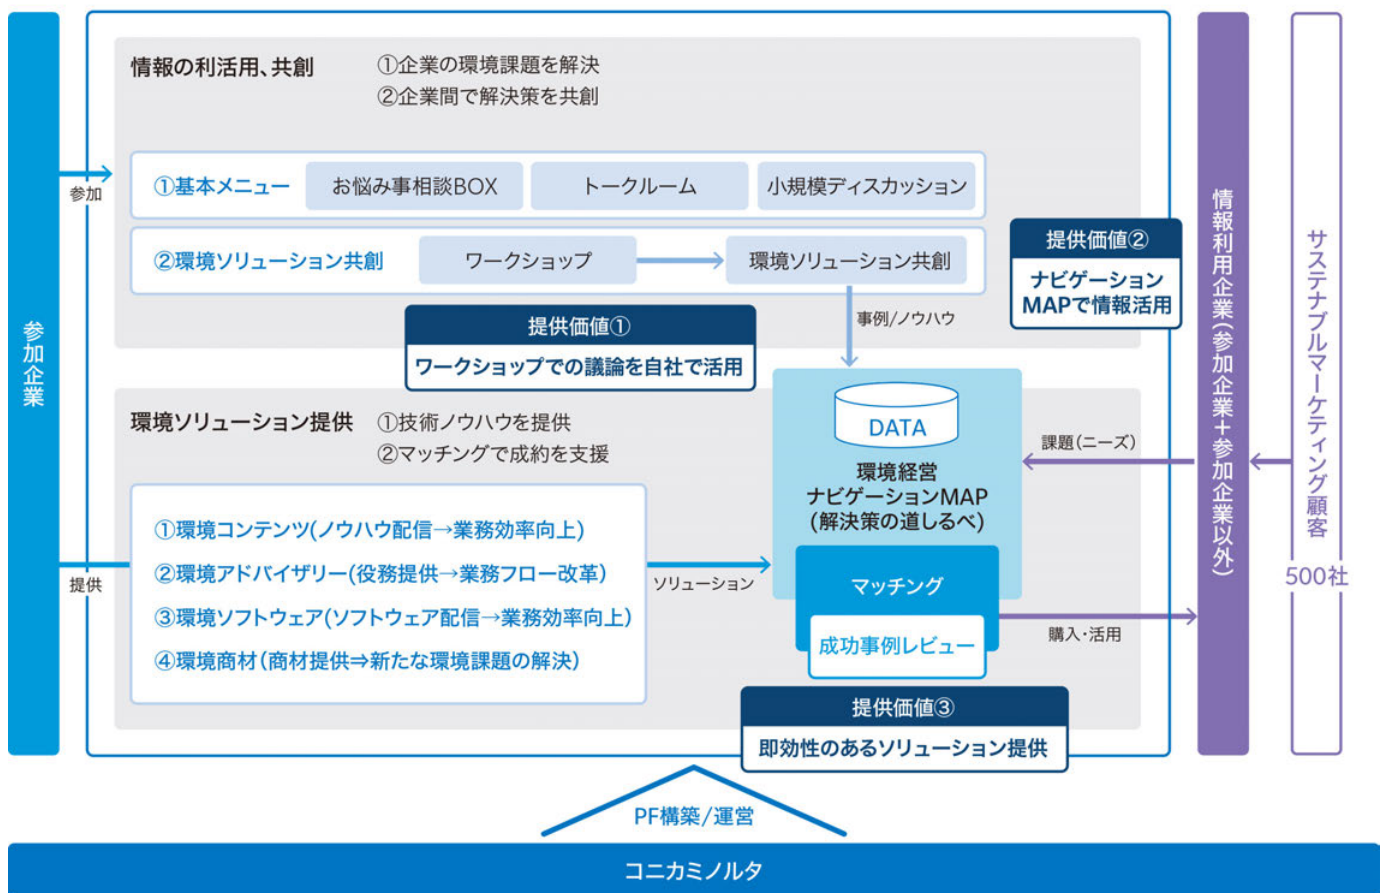 参加企業
参加
提供
情報の利活用、共創
①企業の環境課題を解決
②企業間で解決策を共創
①基本メニュー
お悩み事相談BOX
トークルーム
小規模ディスカッション
②環境ソリューション共創
ワークショップ
環境ソリューション共創
提供価値①
ワークショップでの議論を自社で活用
事例/ノウハウ
提供価値②
ナビゲーション
MAPで情報活用
環境ソリューション提供
①技術ノウハウを提供
②マッチングで成約を支援
①環境コンテンツ(ノウハウ配信→業務効率向上)
②環境アドバイザリー(役務提供→業務フロー改革)
③環境ソフトウェア(ソフトウェア配信→業務効率向上)
④環境商材(商材提供⇒新たな環境課題の解決)
ソリューション
DATA
環境経営
ナビゲーションMAP
(解決策の道しるべ)
マッチング
成功事例レビュー
課題(ニーズ)
購入・活用
提供価値③
即効性のあるソリューション提供
情報利用企業(参加企業+参加企業以外)
サステナブルマーケティング顧客
500社
PF構築/運営
コニカミノルタ